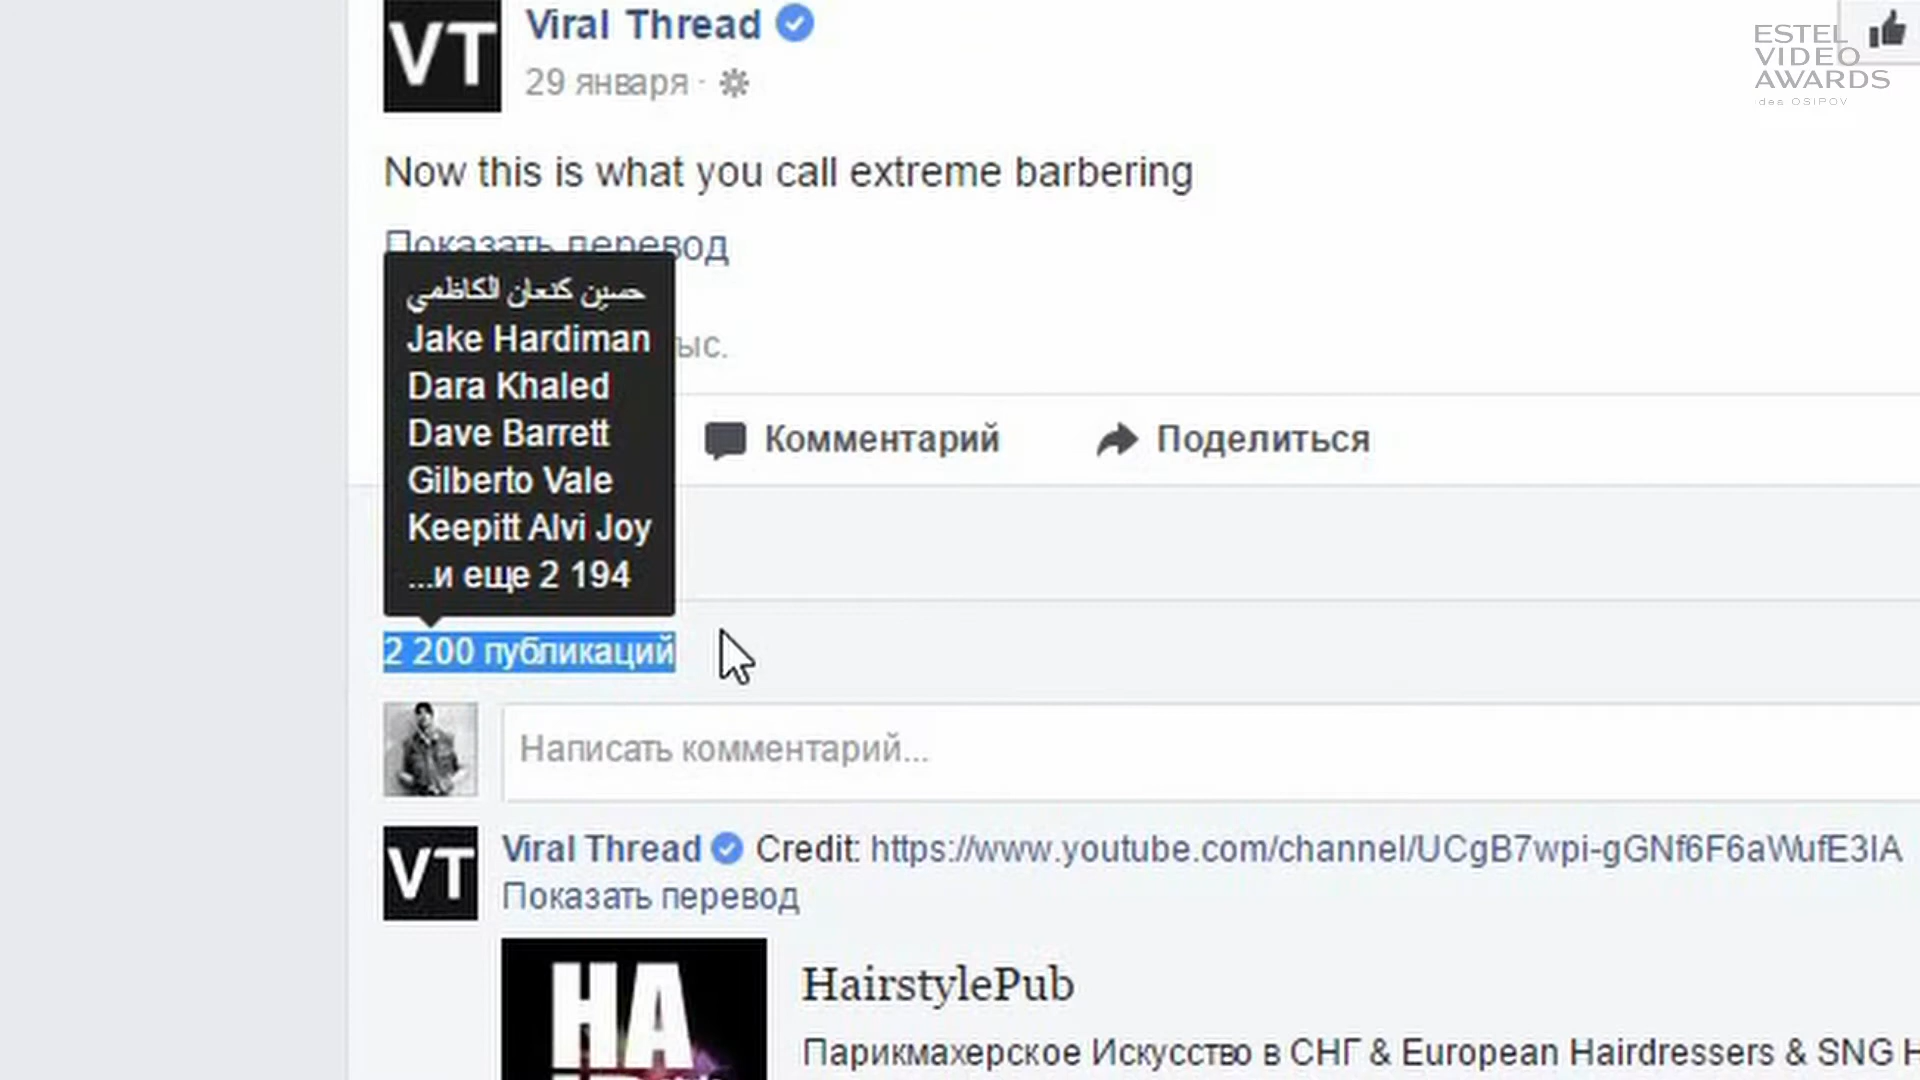 VT
Viral Thread
29 января ·
ESTEL
VIDEO
AWARDS
idea OSIPOV
Now this is what you call extreme barbering
Показать перевод
حسين كنعان الكاظمي
Jake Hardiman
Dara Khaled
Dave Barrett
Gilberto Vale
Keepitt Alvi Joy
...и еще 2 194
Комментарий
Поделиться
2 200 публикаций
Написать комментарий...
VT
Viral Thread Credit: https://www.youtube.com/channel/UCgB7wpi-gGNf6F6aWufE3IA
Показать перевод
HA
HairstylePub
Парикмахерское Искусство в СНГ & European Hairdressers & SNG